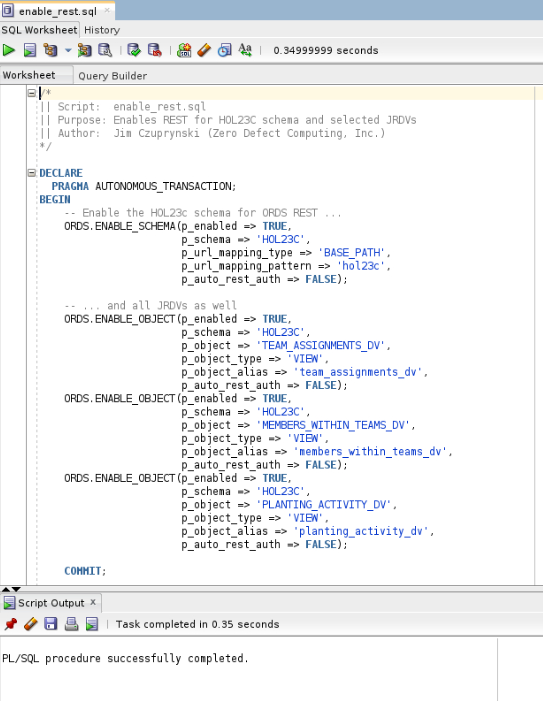 enable_rest.sql ×
SQL Worksheet History
0.34999999 seconds
Worksheet Query Builder
/*
|| Script:  enable_rest.sql
|| Purpose: Enables REST for HOL23C schema and selected JRDVs
|| Author:  Jim Czuprynski (Zero Defect Computing, Inc.)
*/
DECLARE
  PRAGMA AUTONOMOUS_TRANSACTION;
BEGIN
    -- Enable the HOL23c schema for ORDS REST ...
    ORDS.ENABLE_SCHEMA(p_enabled => TRUE,
                       p_schema => 'HOL23C',
                       p_url_mapping_type => 'BASE_PATH',
                       p_url_mapping_pattern => 'hol23c',
                       p_auto_rest_auth => FALSE);
    -- ... and all JRDVs as well
    ORDS.ENABLE_OBJECT(p_enabled => TRUE,
                       p_schema => 'HOL23C',
                       p_object => 'TEAM_ASSIGNMENTS_DV',
                       p_object_type => 'VIEW',
                       p_object_alias => 'team_assignments_dv',
                       p_auto_rest_auth => FALSE);
    ORDS.ENABLE_OBJECT(p_enabled => TRUE,
                       p_schema => 'HOL23C',
                       p_object => 'MEMBERS_WITHIN_TEAMS_DV',
                       p_object_type => 'VIEW',
                       p_object_alias => 'members_within_teams_dv',
                       p_auto_rest_auth => FALSE);
    ORDS.ENABLE_OBJECT(p_enabled => TRUE,
                       p_schema => 'HOL23C',
                       p_object => 'PLANTING_ACTIVITY_DV',
                       p_object_type => 'VIEW',
                       p_object_alias => 'planting_activity_dv',
                       p_auto_rest_auth => FALSE);
    COMMIT;
Script Output ×
Task completed in 0.35 seconds
PL/SQL procedure successfully completed.